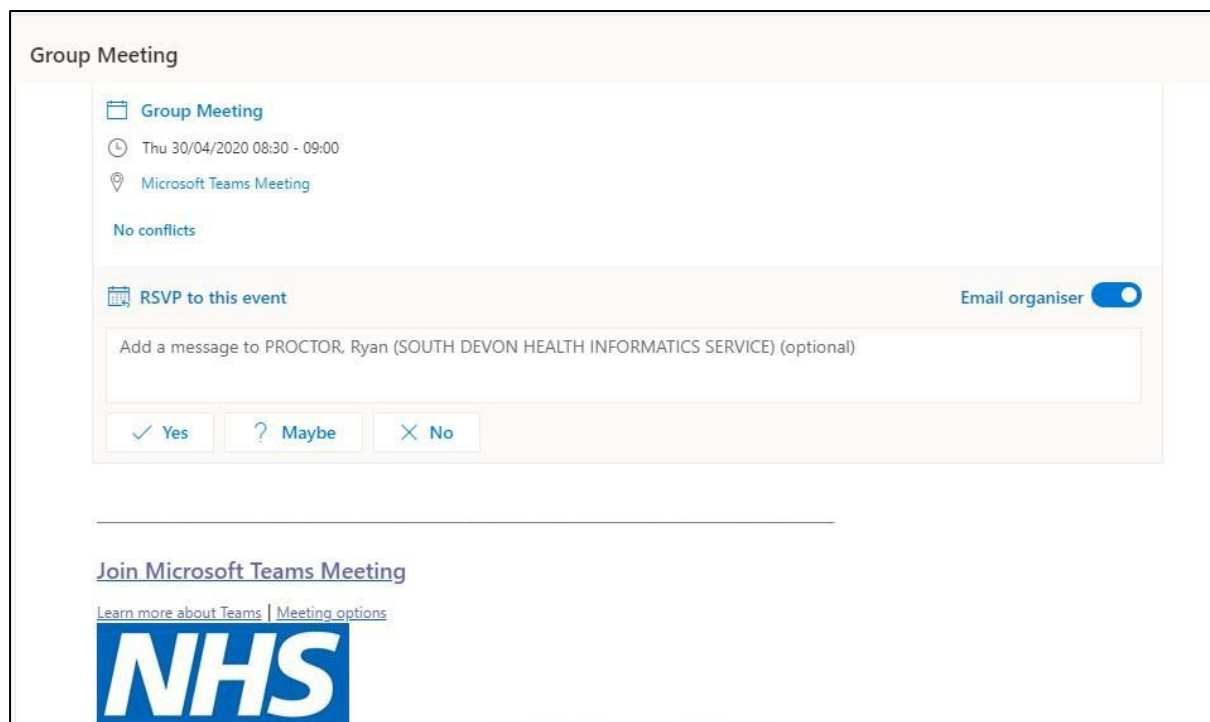 Group Meeting
Group Meeting
Thu 30/04/2020 08:30 - 09:00
Microsoft Teams Meeting
No conflicts
RSVP to this event Email organiser
Add a message to PROCTOR, Ryan (SOUTH DEVON HEALTH INFORMATICS SERVICE) (optional)
Yes ? Maybe No
Join Microsoft Teams Meeting
Learn more about Teams | Meeting options
NHS